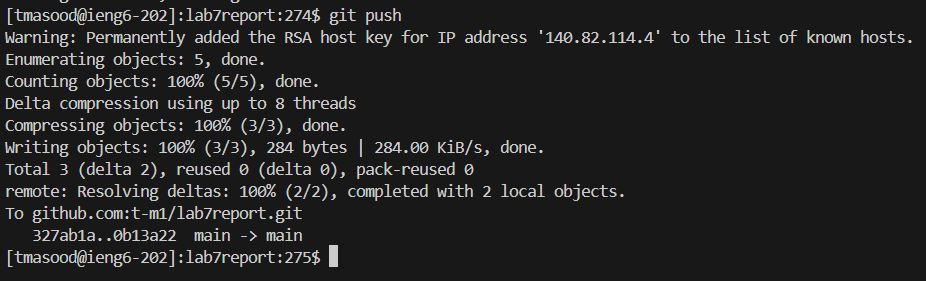 [tmasood@ieng6-202]:lab7report:274$ git push
Warning: Permanently added the RSA host key for IP address '140.82.114.4' to the list of known hosts.
Enumerating objects: 5, done.
Counting objects: 100% (5/5), done.
Delta compression using up to 8 threads
Compressing objects: 100% (3/3), done.
Writing objects: 100% (3/3), 284 bytes | 284.00 KiB/s, done.
Total 3 (delta 2), reused 0 (delta 0), pack-reused 0
remote: Resolving deltas: 100% (2/2), completed with 2 local objects.
To github.com:t-m1/lab7report.git
   327ab1a..0b13a22  main -> main
[tmasood@ieng6-202]:lab7report:275$